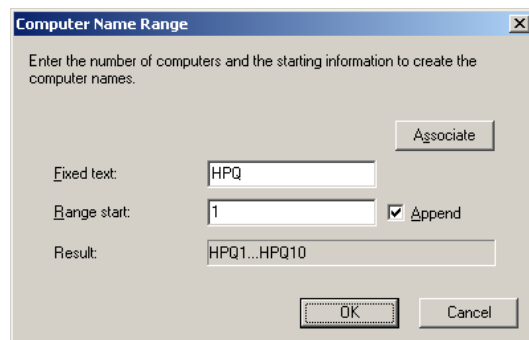 Computer Name Range
Enter the number of computers and the starting information to create the
computer names.
Associate
Fixed text: HPQ
Range start: 1 Append
Result: HPQ1...HPQ10
OK Cancel